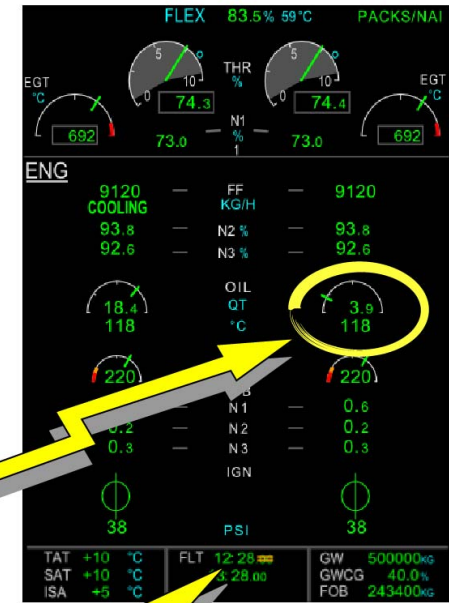 FLEX 83.5% 59°C PACKS/NAI
5 10 0 THR % 5 10 0
EGT °C 74.3 74.4 EGT °C
692 73.0 N1 % 73.0 692
1
ENG
9120 FF 9120
COOLING KG/H
93.8 N2 % 93.8
92.6 N3 % 92.6
OIL
18.4 QT 3.9
118 °C 118
220 220
N1 0.6
0.2 N2 0.2
0.3 N3 0.3
IGN
38 PSI 38
TAT +10 °C FLT 12:28 GW 500000KG
SAT +10 °C 3:28.00 GWCG 40.0%
ISA +5 °C FOB 243400KG